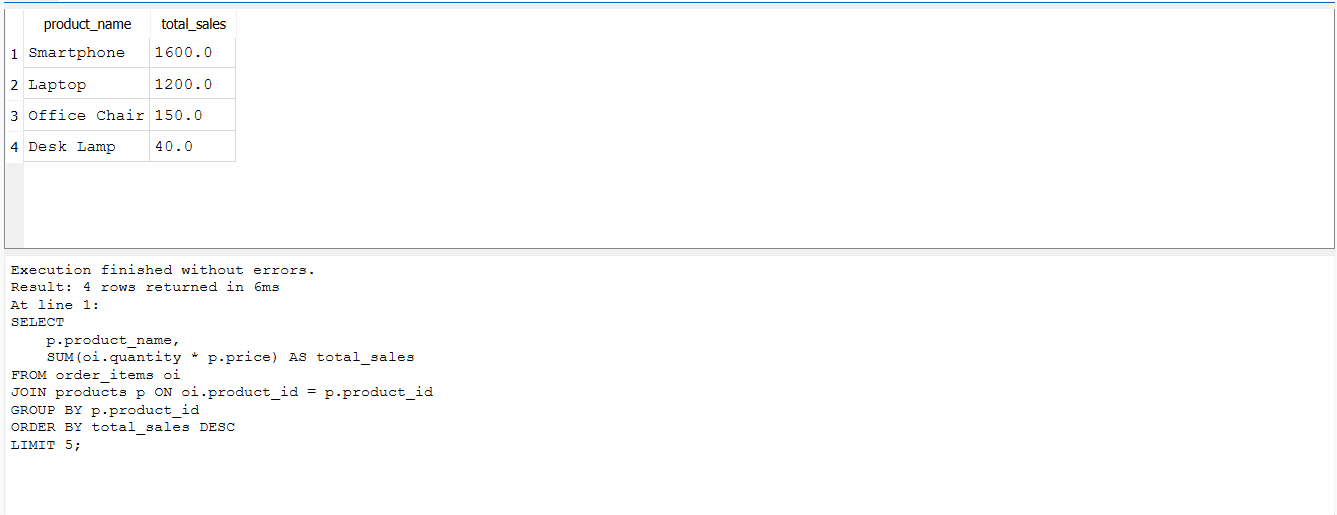 product_name total_sales
1 Smartphone 1600.0
2 Laptop 1200.0
3 Office Chair 150.0
4 Desk Lamp 40.0
Execution finished without errors.
Result: 4 rows returned in 6ms
At line 1:
SELECT
    p.product_name,
    SUM(oi.quantity * p.price) AS total_sales
FROM order_items oi
JOIN products p ON oi.product_id = p.product_id
GROUP BY p.product_id
ORDER BY total_sales DESC
LIMIT 5;